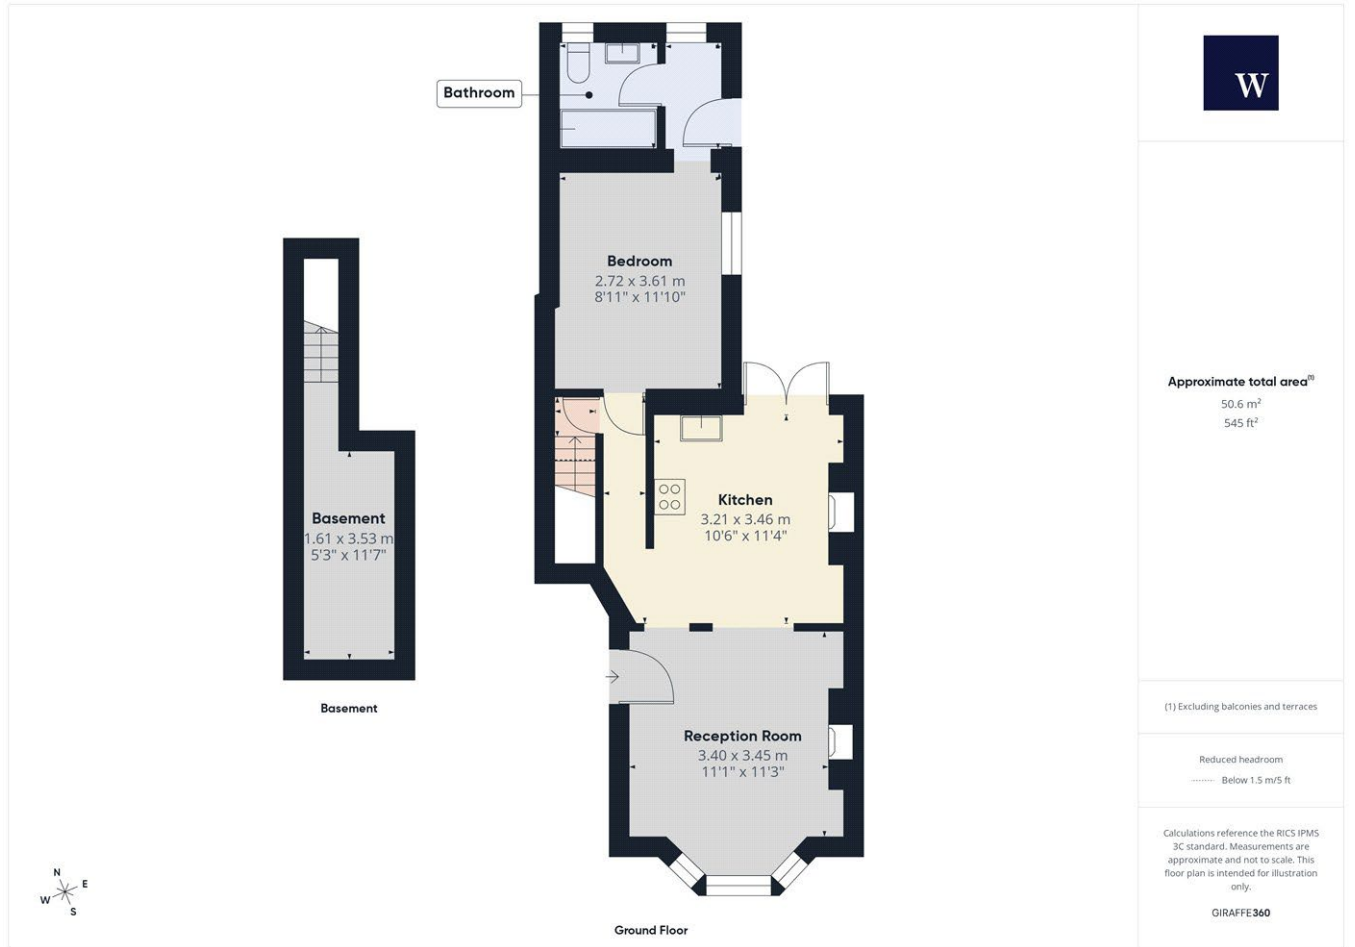 Bathroom
Bedroom
2.72 x 3.61 m
8'11" x 11'10"
Kitchen
3.21 x 3.46 m
10'6" x 11'4"
Basement
1.61 x 3.53 m
5'3" x 11'7"
Basement
Reception Room
3.40 x 3.45 m
11'1" x 11'3"
Ground Floor
N
E
W
S
W
Approximate total area(1)
50.6 m²
545 ft²
(1) Excluding balconies and terraces
Reduced headroom
Below 1.5 m/5 ft
Calculations reference the RICS IPMS
3C standard. Measurements are
approximate and not to scale. This
floor plan is intended for illustration
only.
GIRAFFE360